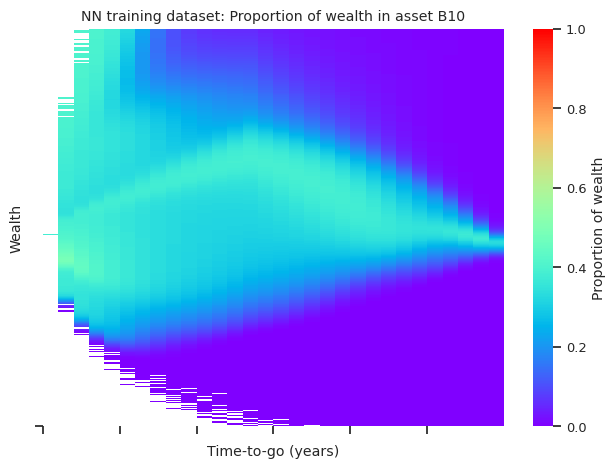 NN training dataset: Proportion of wealth in asset B10
Wealth
Time-to-go (years)
1.0
0.8
0.6
0.4
0.2
0.0
Proportion of wealth